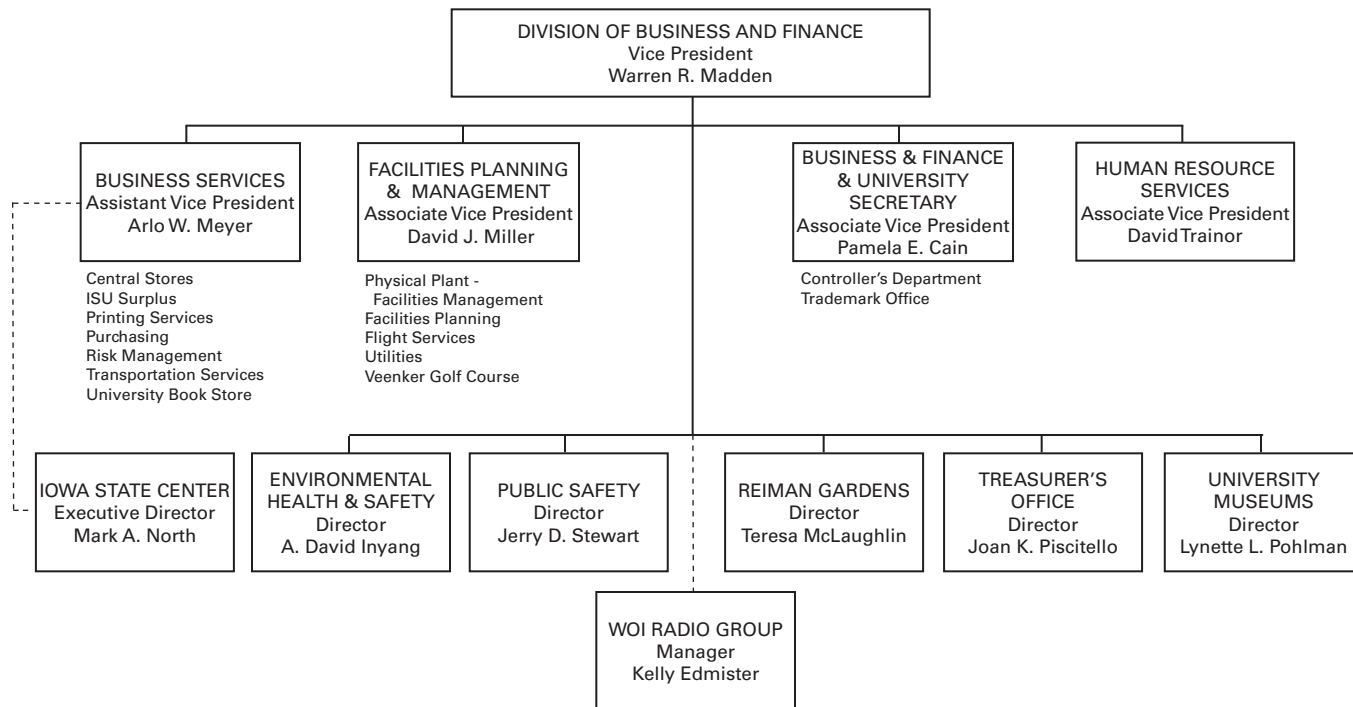 DIVISION OF BUSINESS AND FINANCE
Vice President
Warren R. Madden
BUSINESS SERVICES
Assistant Vice President
Arlo W. Meyer
Central Stores
ISU Surplus
Printing Services
Purchasing
Risk Management
Transportation Services
University Book Store
FACILITIES PLANNING
& MANAGEMENT
Associate Vice President
David J. Miller
Physical Plant -
Facilities Management
Facilities Planning
Flight Services
Utilities
Veenker Golf Course
BUSINESS & FINANCE
& UNIVERSITY
SECRETARY
Associate Vice President
Pamela E. Cain
Controller's Department
Trademark Office
HUMAN RESOURCE
SERVICES
Associate Vice President
David Trainor
IOWA STATE CENTER
Executive Director
Mark A. North
ENVIRONMENTAL
HEALTH & SAFETY
Director
A. David Inyang
PUBLIC SAFETY
Director
Jerry D. Stewart
REIMAN GARDENS
Director
Teresa McLaughlin
TREASURER'S
OFFICE
Director
Joan K. Piscitello
UNIVERSITY
MUSEUMS
Director
Lynette L. Pohlman
WOI RADIO GROUP
Manager
Kelly Edmister